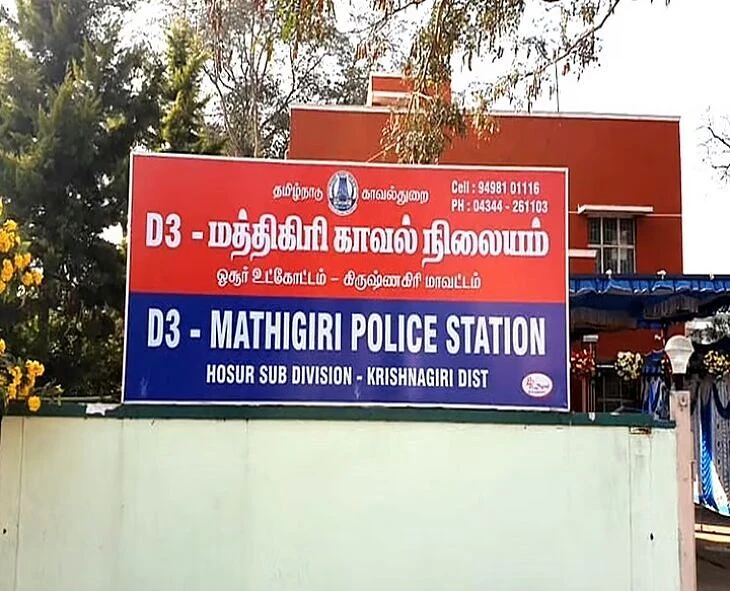 தமிழ்நாடு காவல்துறை
Cell : 94981 01116
PH : 04344 - 261103
D3 - மத்திகிரி காவல் நிலையம்
ஓசூர் உட்கோட்டம் - கிருஷ்ணகிரி மாவட்டம்
D3 - MATHIGIRI POLICE STATION
HOSUR SUB DIVISION - KRISHNAGIRI DIST